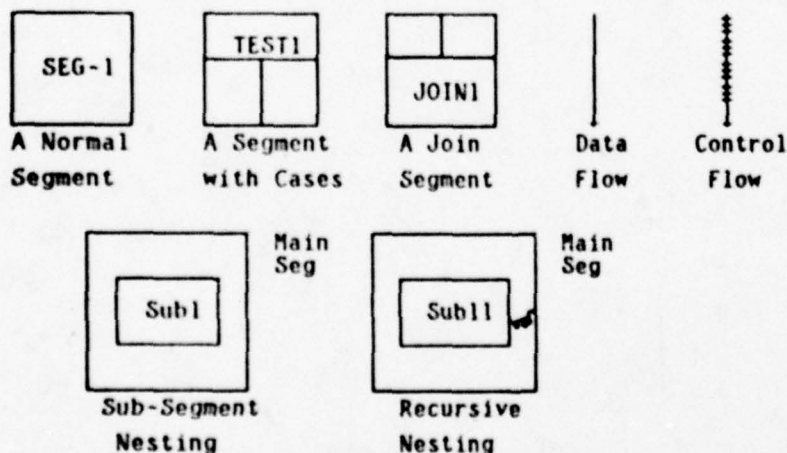 SEG-1 TEST1 JOIN1
A Normal A Segment A Join Data Control
Segment with Cases Segment Flow Flow
Main Main
Seg Seg
Sub1 Sub11
Sub-Segment Recursive
Nesting Nesting